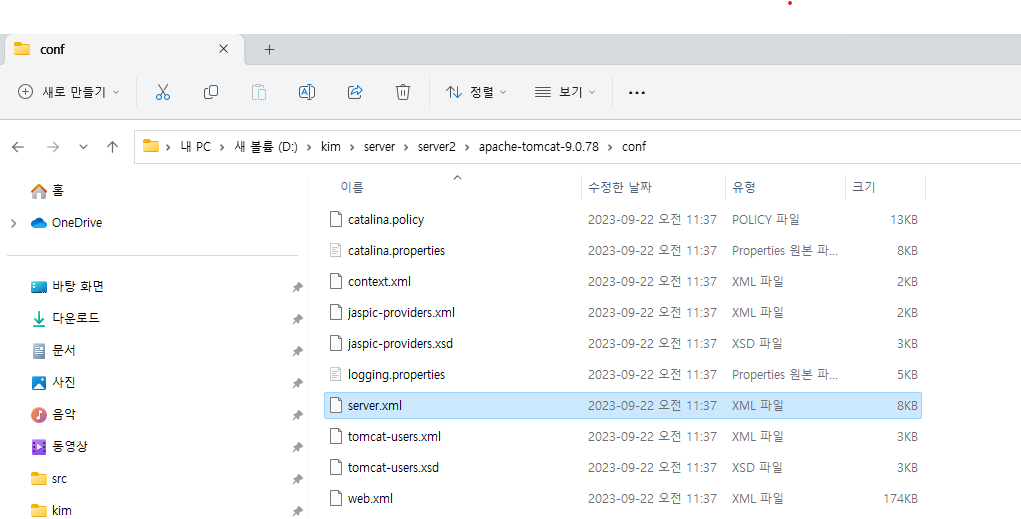 conf
새로 만들기
정렬
보기
내 PC > 새 볼륨 (D:) > kim > server > server2 > apache-tomcat-9.0.78 > conf
홈
OneDrive
바탕 화면
다운로드
문서
사진
음악
동영상
src
kim
이름 수정한 날짜 유형 크기
catalina.policy 2023-09-22 오전 11:37 POLICY 파일 13KB
catalina.properties 2023-09-22 오전 11:37 Properties 원본 파... 8KB
context.xml 2023-09-22 오전 11:37 XML 파일 2KB
jaspic-providers.xml 2023-09-22 오전 11:37 XML 파일 2KB
jaspic-providers.xsd 2023-09-22 오전 11:37 XSD 파일 3KB
logging.properties 2023-09-22 오전 11:37 Properties 원본 파... 5KB
server.xml 2023-09-22 오전 11:37 XML 파일 8KB
tomcat-users.xml 2023-09-22 오전 11:37 XML 파일 3KB
tomcat-users.xsd 2023-09-22 오전 11:37 XSD 파일 3KB
web.xml 2023-09-22 오전 11:37 XML 파일 174KB